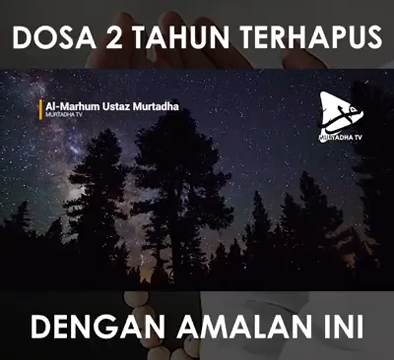 DOSA 2 TAHUN TERHAPUS
Al-Marhum Ustaz Murtadha
MURTADHA TV
MURTADHA TV
DENGAN AMALAN INI